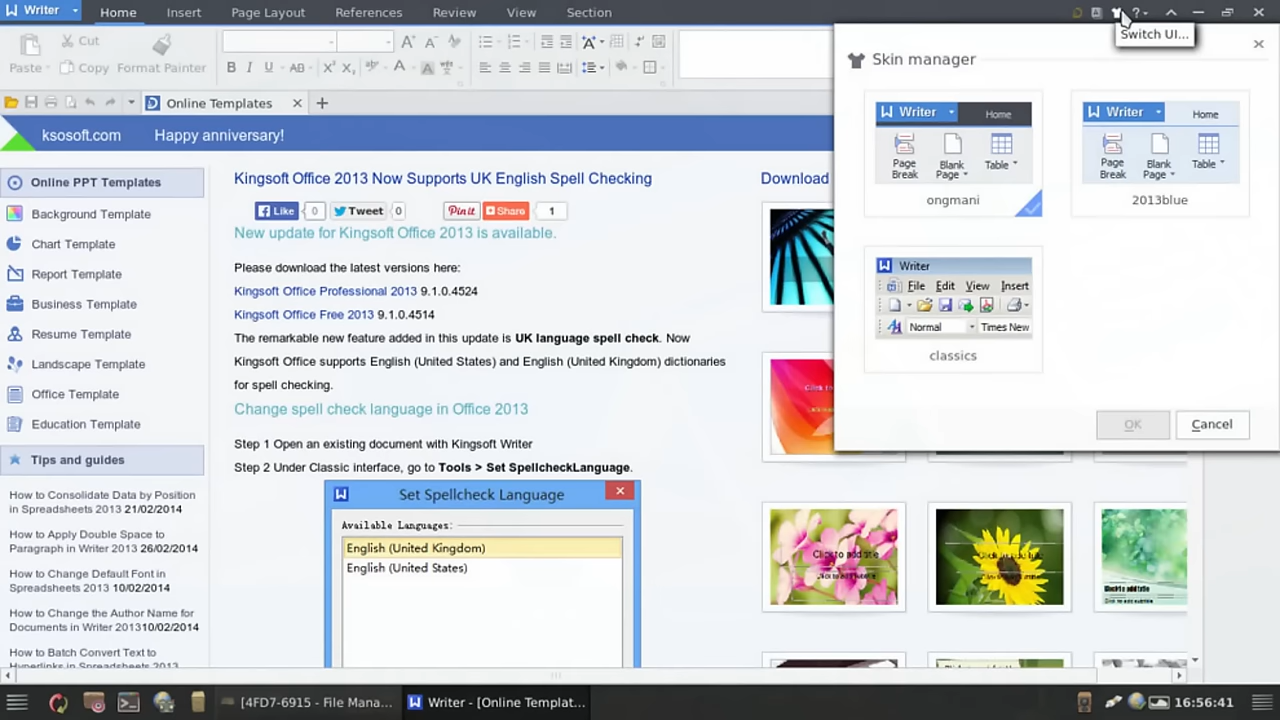 Writer
Home
Insert
Page Layout
References
Review
View
Section
Switch UI...
Paste
Cut
Copy
Format Painter
B I U AB
Online Templates
ksosoft.com
Happy anniversary!
Online PPT Templates
Background Template
Chart Template
Report Template
Business Template
Resume Template
Landscape Template
Office Template
Education Template
Tips and guides
How to Consolidate Data by Position
in Spreadsheets 2013 21/02/2014
How to Apply Double Space to
Paragraph in Writer 2013 26/02/2014
How to Change Default Font in
Spreadsheets 2013 10/02/2014
How to Change the Author Name for
Documents in Writer 201310/02/2014
How to Batch Convert Text to
Hyperlinks in Spreadsheets 2013
Kingsoft Office 2013 Now Supports UK English Spell Checking
Like 0 Tweet 0 Pin it Share 1
New update for Kingsoft Office 2013 is available.
Please download the latest versions here:
Kingsoft Office Professional 2013 9.1.0.4524
Kingsoft Office Free 2013 9.1.0.4514
The remarkable new feature added in this update is UK language spell check. Now
Kingsoft Office supports English (United States) and English (United Kingdom) dictionaries
for spell checking.
Change spell check language in Office 2013
Step 1 Open an existing document with Kingsoft Writer
Step 2 Under Classic interface, go to Tools > Set SpellcheckLanguage.
Set Spellcheck Language
Available Languages:
English (United Kingdom)
English (United States)
Download
Click to add title
Skin manager
Writer
Home
Page
Break
Blank
Page
Table
ongmani
Writer
Home
Page
Break
Blank
Page
Table
2013blue
Writer
File Edit View Insert
Normal
Times New
classics
OK
Cancel
[4FD7-6915 - File Mana...
Writer - [Online Templat...
16:56:41